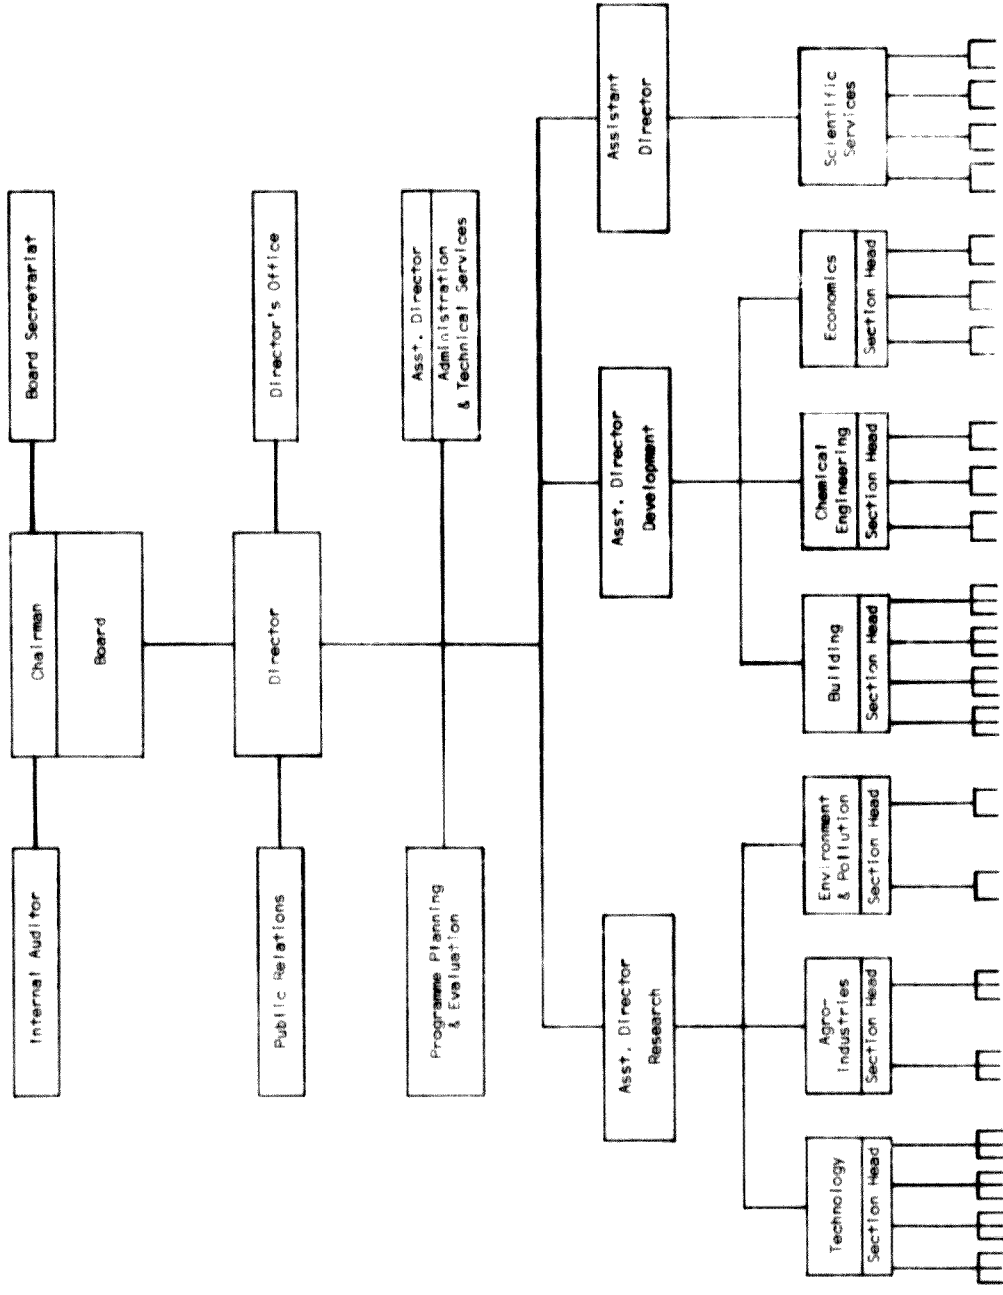 Internal Auditor
Chairman
Board
Board Secretariat
Public Relations
Director
Director's Office
Programme Planning
& Evaluation
Asst. Director
Administration
& Technical Services
Asst. Director
Research
Asst. Director
Development
Assistant
Director
Technology
Section Head
Agro-
Industries
Section Head
Environment
& Pollution
Section Head
Building
Section Head
Chemical
Engineering
Section Head
Economics
Section Head
Scientific
Services